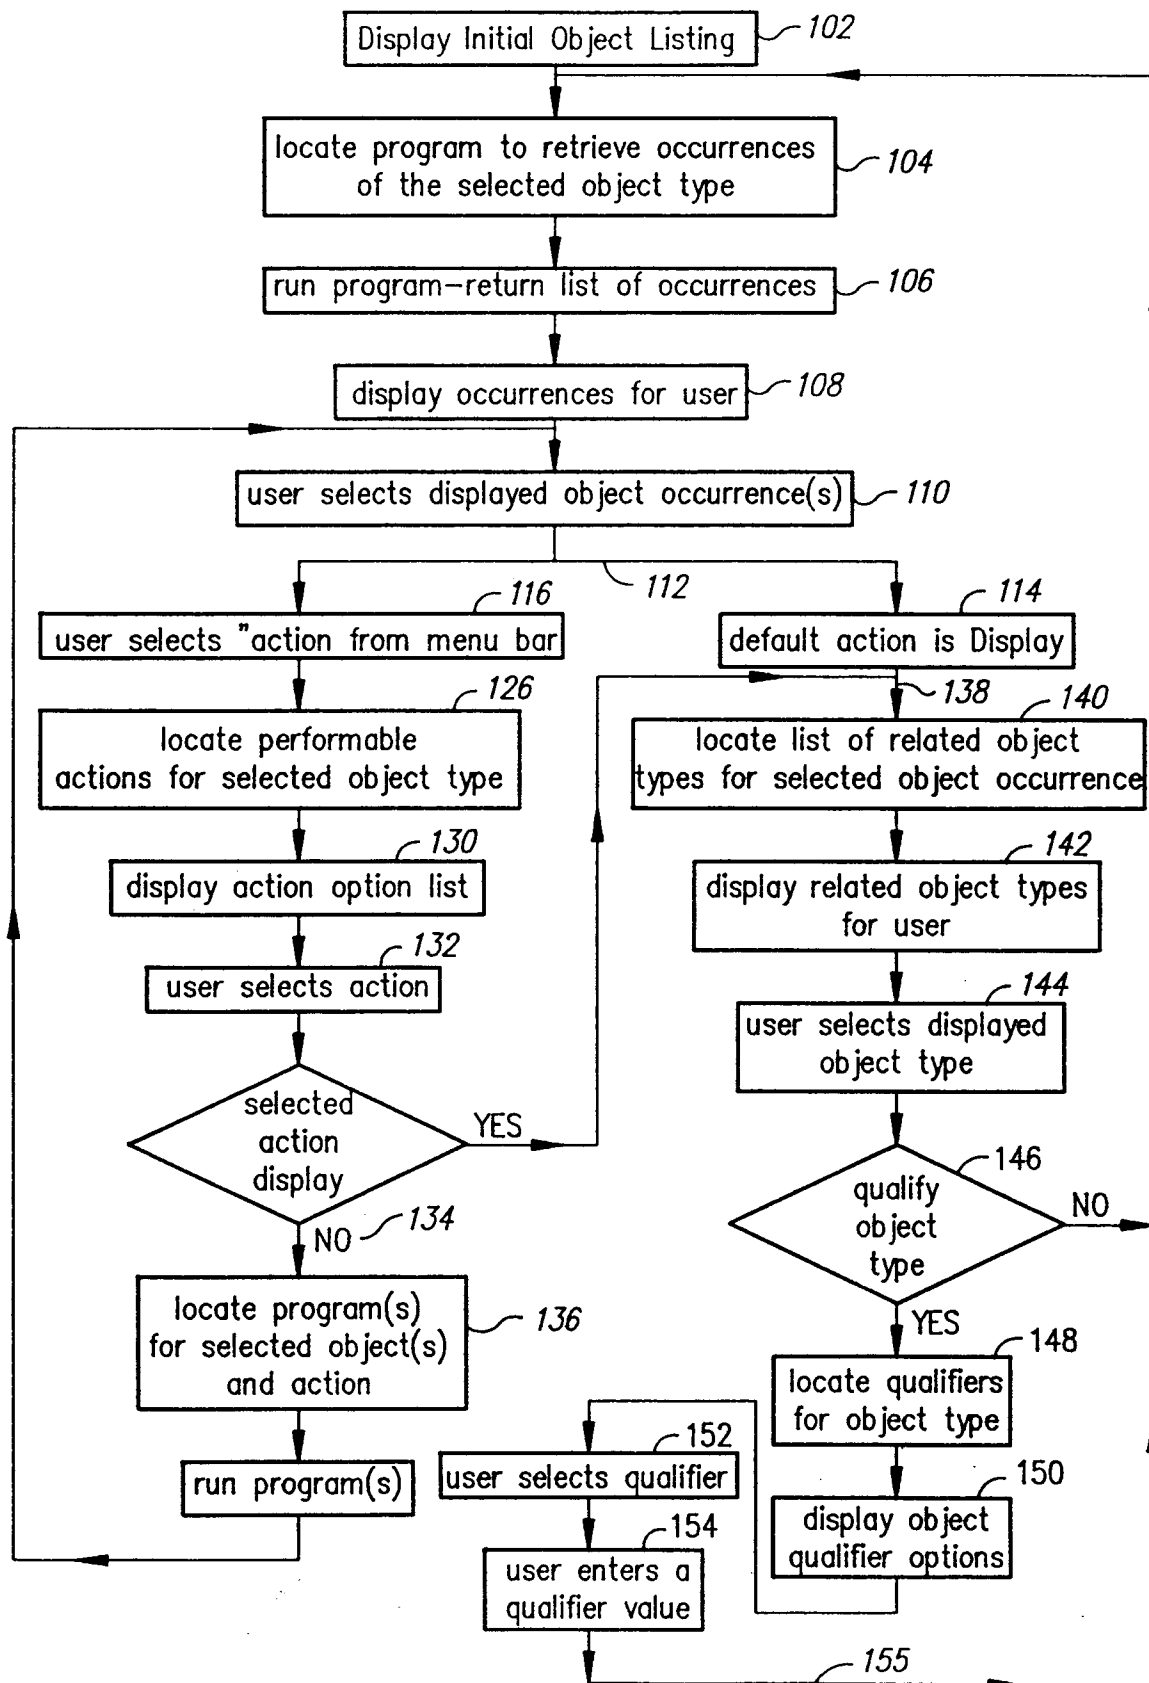 Display Initial Object Listing
102
locate program to retrieve occurrences
of the selected object type
104
run program-return list of occurrences
106
display occurrences for user
108
user selects displayed object occurrence(s)
110
112
116
user selects "action from menu bar
114
default action is Display
126
locate performable
actions for selected object type
138
140
locate list of related object
types for selected object occurrence
130
display action option list
142
display related object types
for user
132
user selects action
144
user selects displayed
object type
selected
action
display
YES
NO
134
146
qualify
object
type
NO
YES
locate program(s)
for selected object(s)
and action
136
148
locate qualifiers
for object type
run program(s)
150
display object
qualifier options
152
user selects qualifier
154
user enters a
qualifier value
155